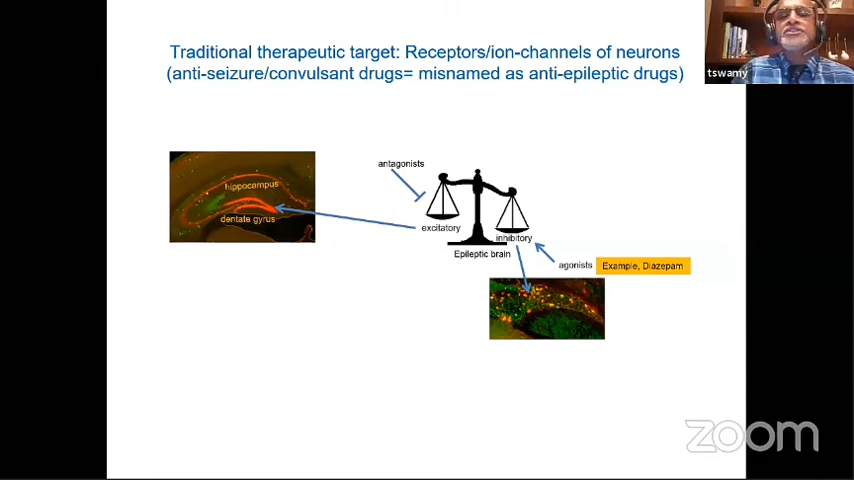 Traditional therapeutic target: Receptors/ion-channels of neurons
(anti-seizure/convulsant drugs= misnamed as anti-epileptic drugs)
tswamy
antagonists
hippocampus
dentate gyrus
excitatory
inhibitory
Epileptic brain
agonists
Example, Diazepam
zoom